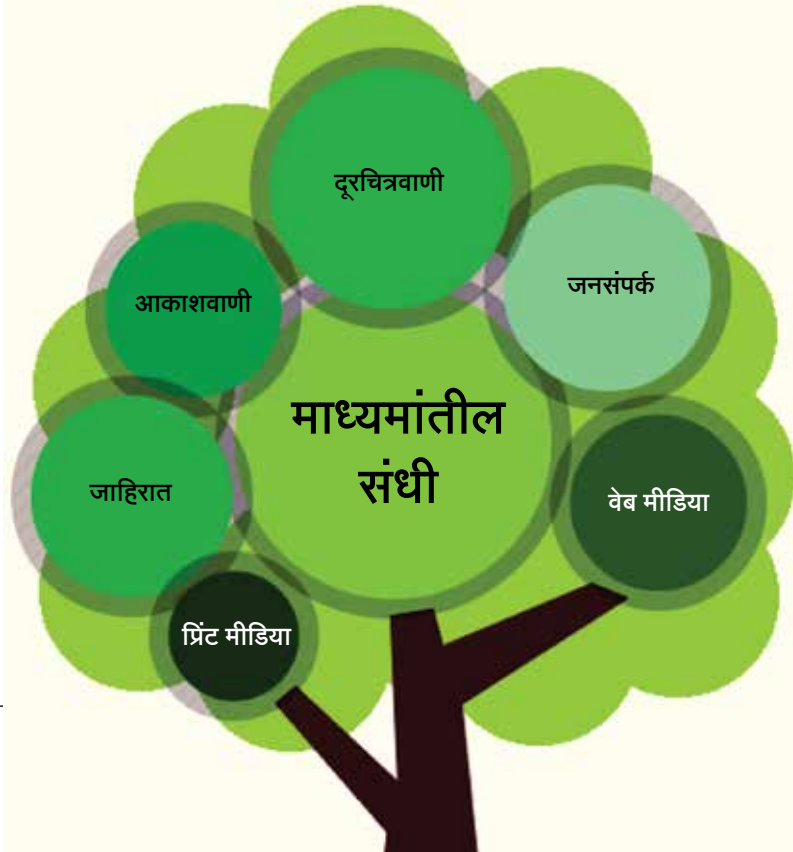 दूरचित्रवाणी
जनसंपर्क
आकाशवाणी
माध्यमांतील
संधी
जाहिरात
वेब मीडिया
प्रिंट मीडिया